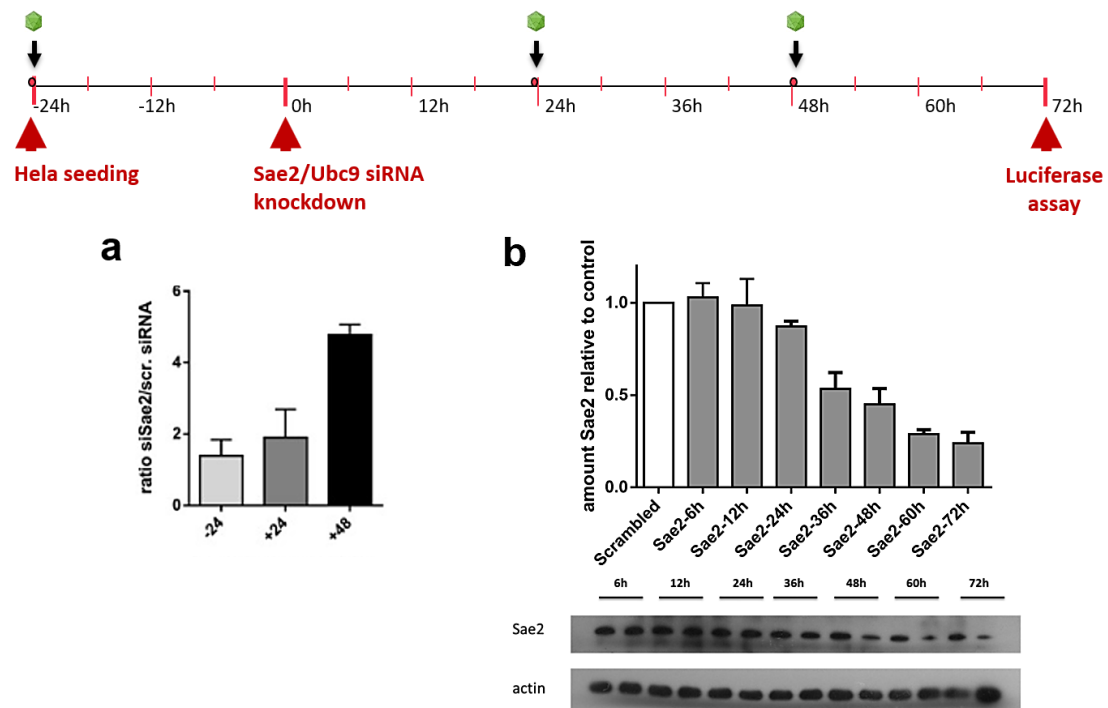 -24h
-12h
0h
12h
24h
36h
48h
60h
72h
Hela seeding
Sae2/Ubc9 siRNA
knockdown
Luciferase
assay
a
ratio siSae2/scr. siRNA
6
4
2
0
-24
+24
+48
b
amount Sae2 relative to control
1.0
0.5
0.0
Scrambled
Sae2-6h
Sae2-12h
Sae2-24h
Sae2-36h
Sae2-48h
Sae2-60h
Sae2-72h
6h
12h
24h
36h
48h
60h
72h
Sae2
actin